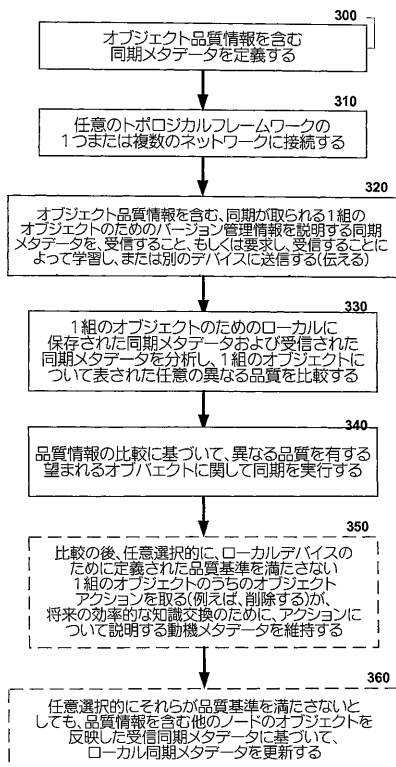 300
オブジェクト品質情報を含む
同期メタデータを定義する
310
任意のトポロジカルフレームワークの
1つまたは複数のネットワークに接続する
320
オブジェクト品質情報を含む、同期が取られる1組の
オブジェクトのためのバージョン管理情報を説明する同期
メタデータを、受信すること、もしくは要求し、受信することに
よって学習し、または別のデバイスに送信する(伝える)
330
1組のオブジェクトのためのローカルに
保存された同期メタデータおよび受信された
同期メタデータを分析し、1組のオブジェクトに
ついて表された任意の異なる品質を比較する
340
品質情報の比較に基づいて、異なる品質を有する
望まれるオブバェクトに関して同期を実行する
350
比較の後、任意選択的に、ローカルデバイスの
ために定義された品質基準を満たさない
1組のオブジェクトのうちのオブジェクト
アクションを取る(例えば、削除する)が、
将来の効率的な知識交換のために、アクションに
ついて説明する動機メタデータを維持する
360
任意選択的にそれらが品質基準を満たさないと
しても、品質情報を含む他のノードのオブジェクトを
反映した受信同期メタデータに基づいて、
ローカル同期メタデータを更新する